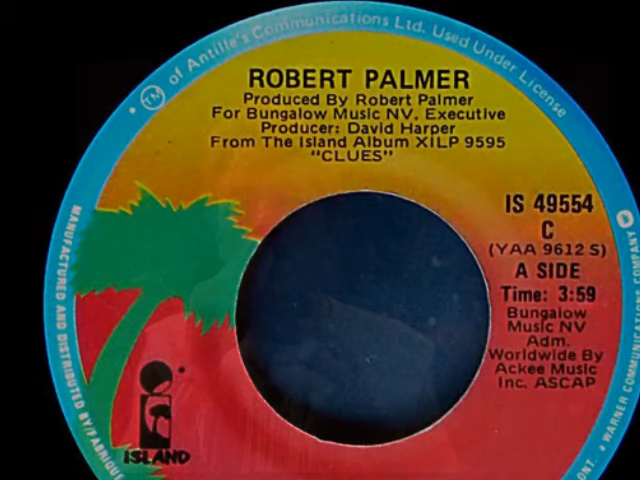 TM of Antille's Communications Ltd. Used Under License
ROBERT PALMER
Produced By Robert Palmer
For Bungalow Music NV. Executive
Producer: David Harper
From The Island Album XILP 9595
"CLUES"
IS 49554
C
(YAA 9612 S)
A SIDE
Time: 3:59
Bungalow
Music NV
Adm.
Worldwide By
Ackee Music
Inc. ASCAP
ISLAND
MANUFACTURED AND DISTRIBUTED BY/FABRIQUÉ
ONT. • WARNER COMMUNICATIONS COMPANY